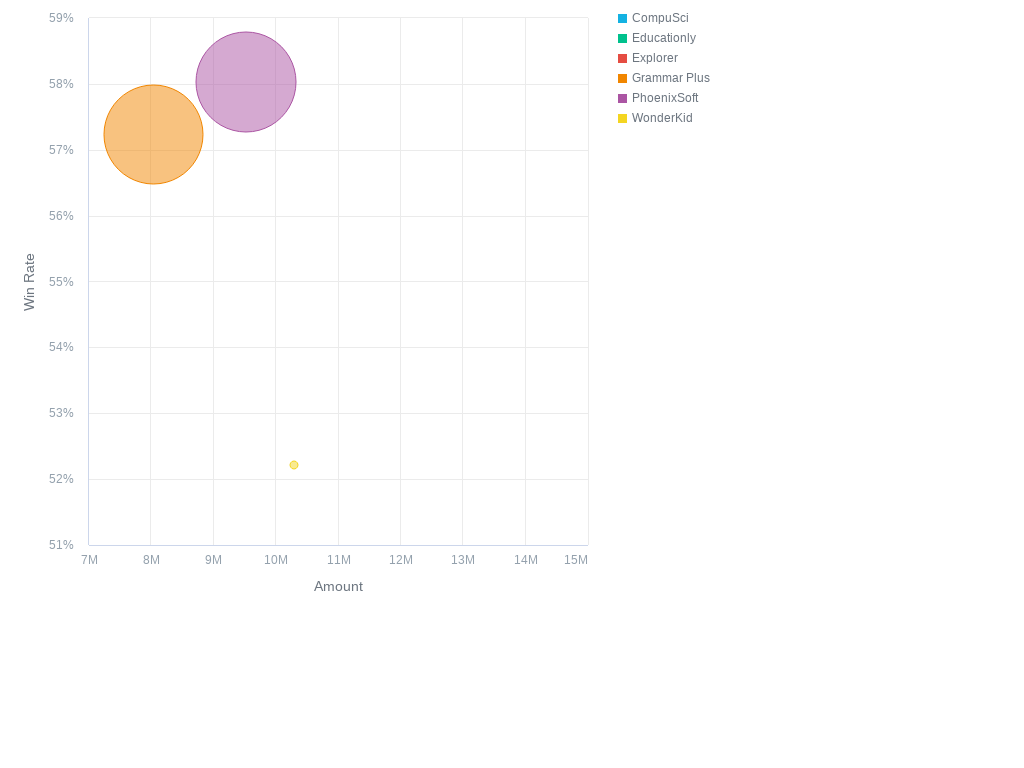 59%
58%
57%
56%
55%
54%
53%
52%
51%
Win Rate
7M 8M 9M 10M 11M 12M 13M 14M 15M
Amount
CompuSci
Educationly
Explorer
Grammar Plus
PhoenixSoft
WonderKid